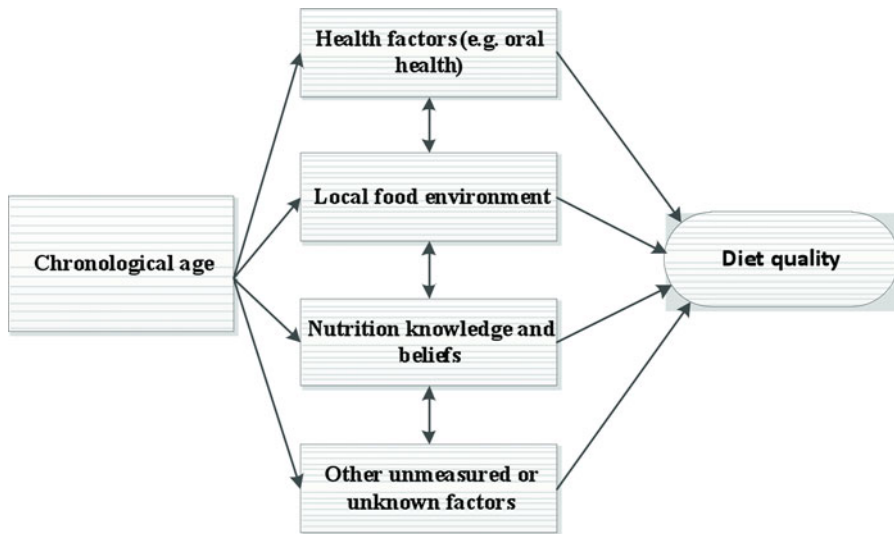 Health factors (e.g. oral
health)
Local food environment
Chronological age
Diet quality
Nutrition knowledge and
beliefs
Other unmeasured or
unknown factors